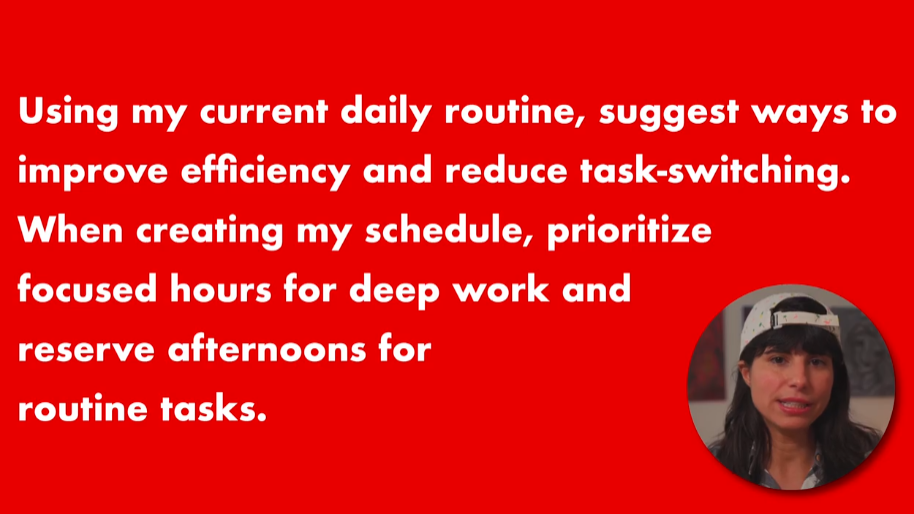 Using my current daily routine, suggest ways to
improve efficiency and reduce task-switching.
When creating my schedule, prioritize
focused hours for deep work and
reserve afternoons for
routine tasks.